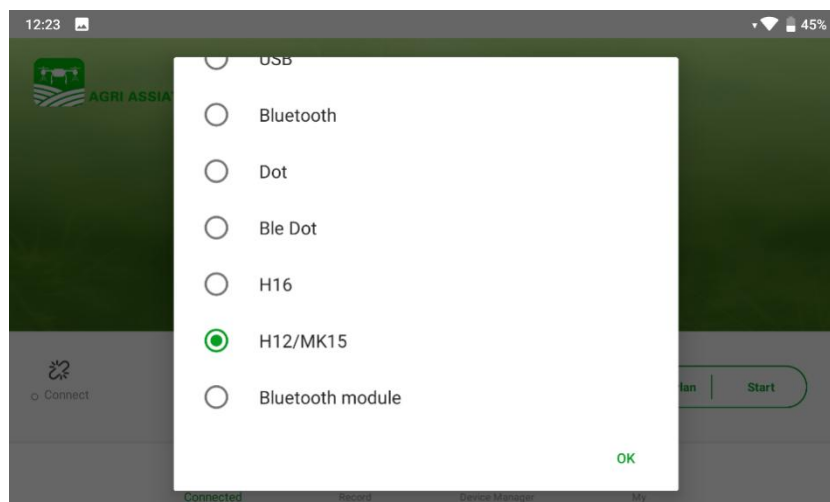 12:23
45%
AGRI ASSIA
USB
Bluetooth
Dot
Ble Dot
H16
H12/MK15
Bluetooth module
Connect
lan
Start
OK
Connected
Record
Device Manager
My